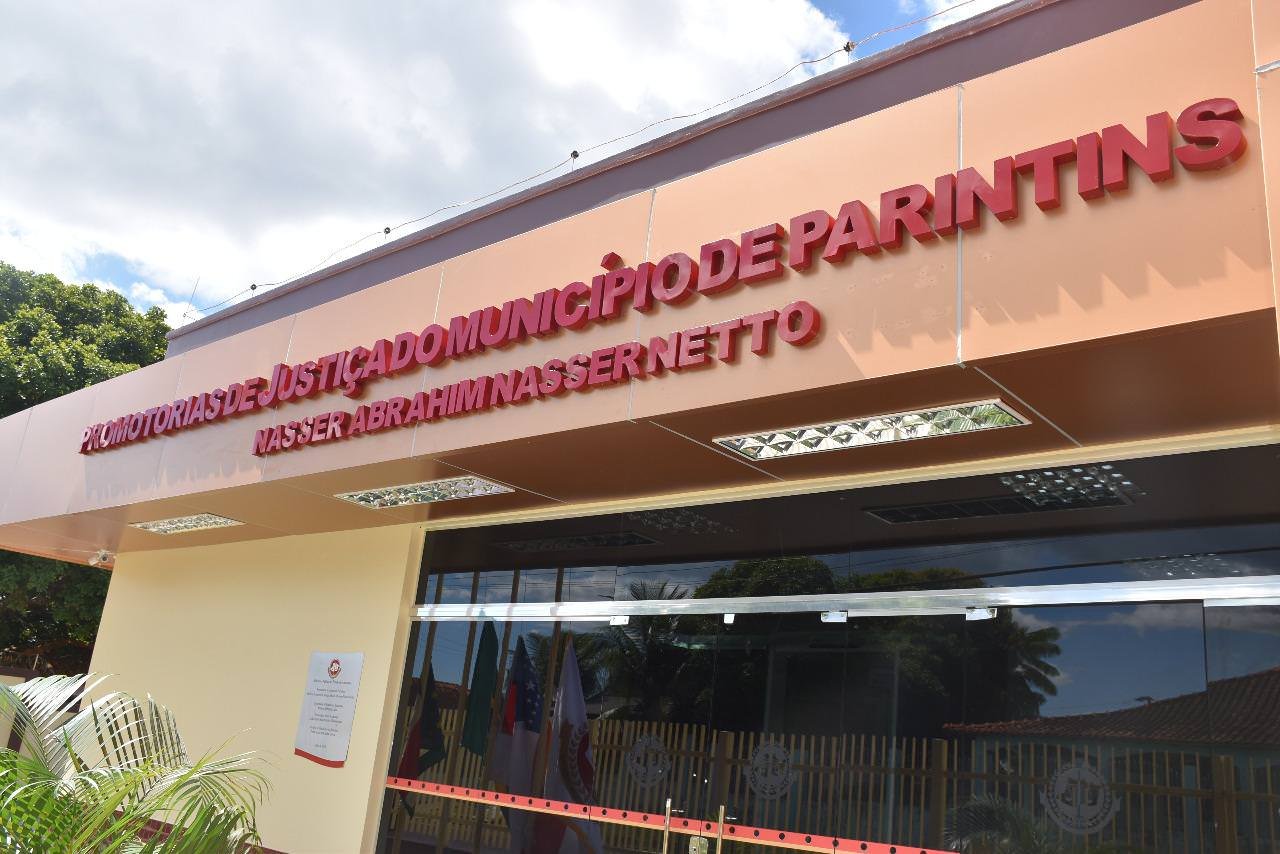 PROMOTORIAS DE JUSTIÇA DO MUNICÍPIO DE PARINTINS
NASSER ABRAHIM NASSER NETTO